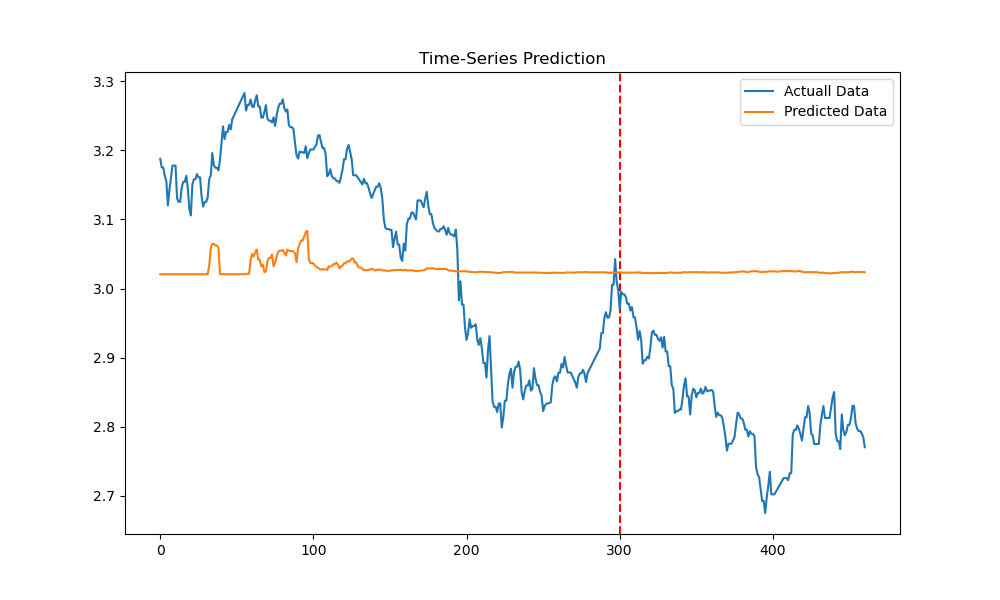 Time-Series Prediction
Actuall Data
Predicted Data
3.3
3.2
3.1
3.0
2.9
2.8
2.7
0 100 200 300 400